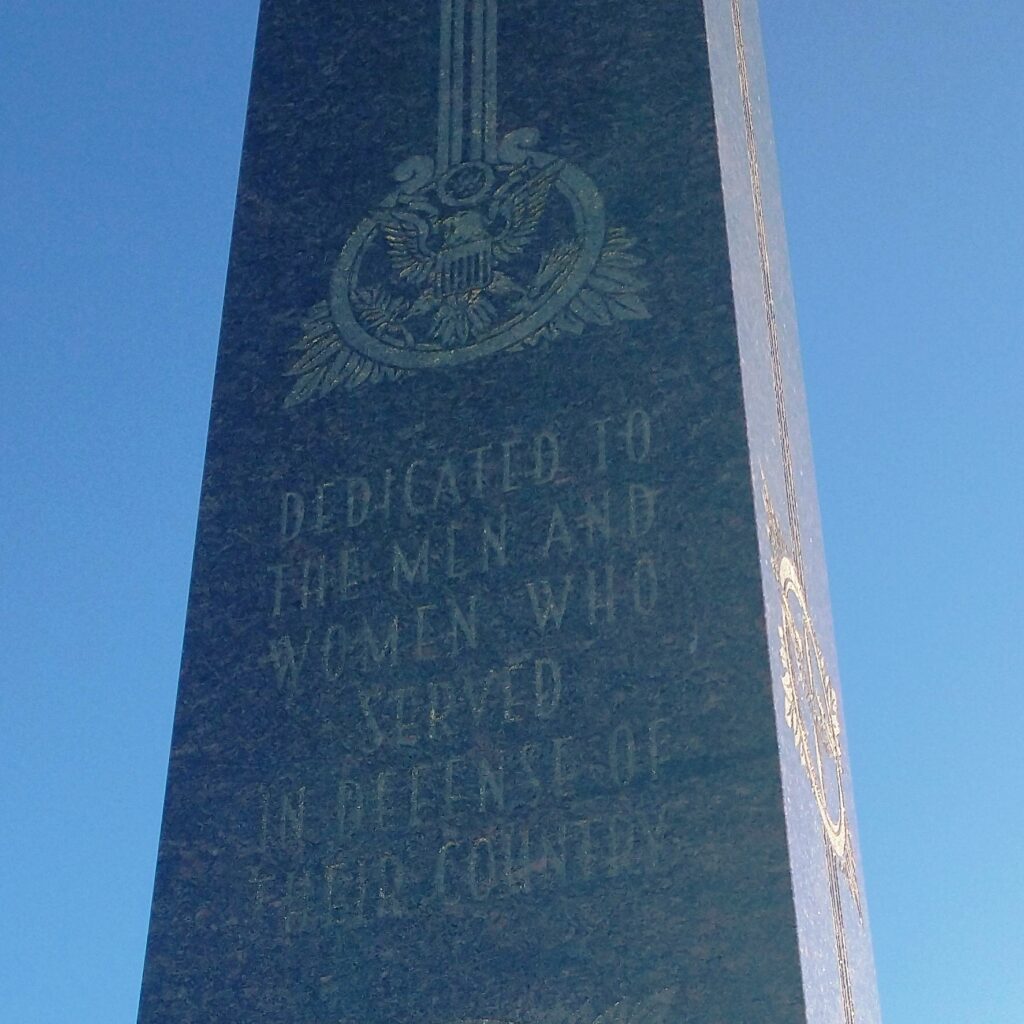 DEDICATED TO
THE MEN AND
WOMEN WHO
SERVED
IN DEFENSE OF
THEIR COUNTRY